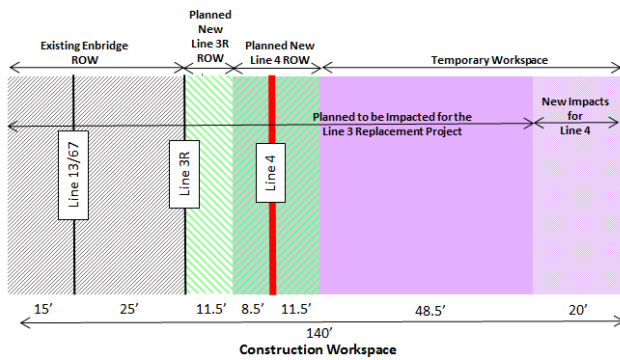 Planned
New
Line 3R
ROW
Existing Enbridge
ROW
Planned New
Line 4 ROW
Temporary Workspace
Planned to be Impacted for the
Line 3 Replacement Project
New Impacts
for
Line 4
Line 13/67
Line 3R
Line 4
15’ 25’ 11.5’ 8.5’ 11.5’ 48.5’ 20’
140’
Construction Workspace